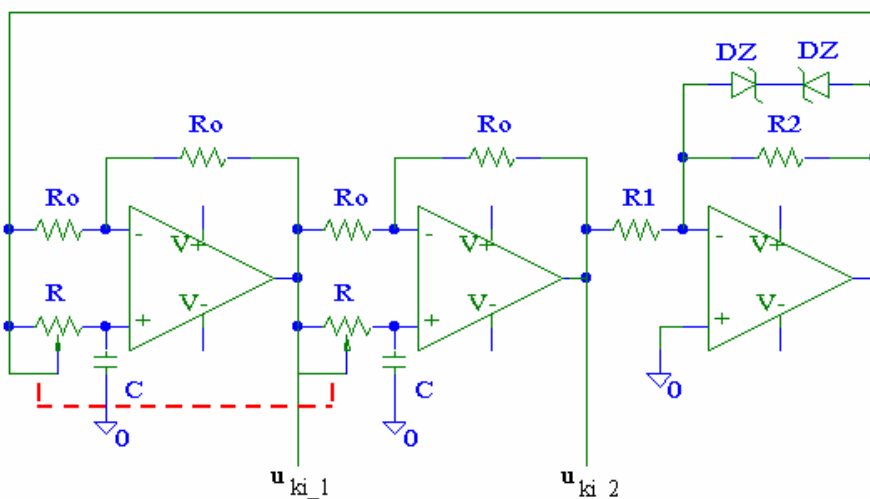 DZ DZ
Ro Ro R2
Ro Ro R1
- - -
V+ V+ V+
R R
V- V- V-
+ + +
C C 0
0 0
u ki_1 u ki_2